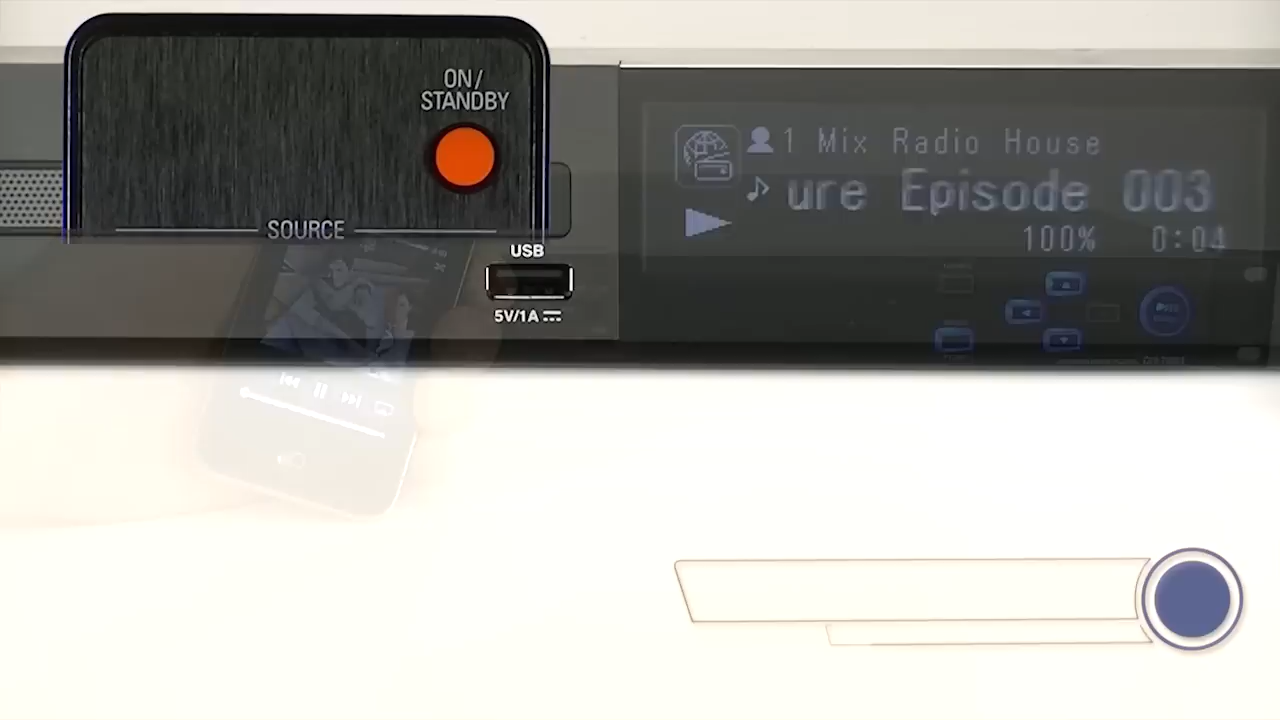 ON/
STANDBY
SOURCE
USB
5V/1A
1 Mix Radio House
ure Episode 003
100% 0:04